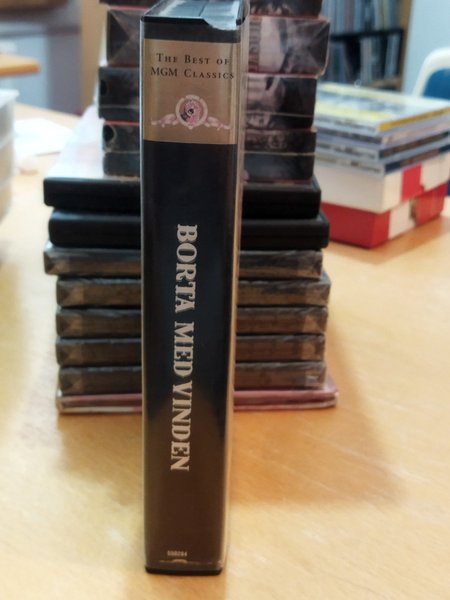 THE BEST OF
MGM CLASSICS
BORTA MED VINDEN